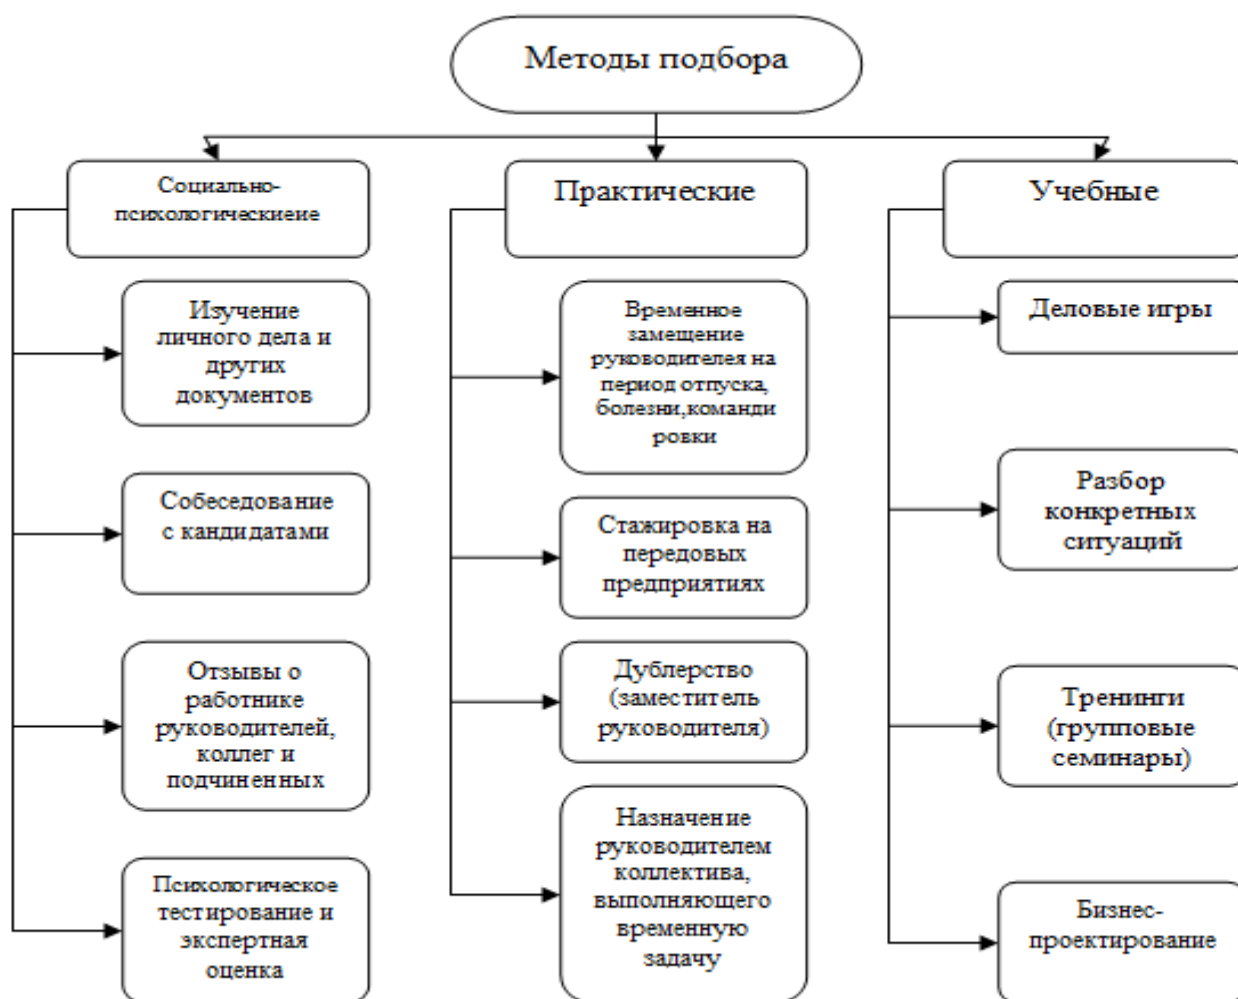 Методы подбора
Социально-
психологическиеие
Изучение
личного дела и
других
документов
Собеседование
с кандидатами
Отзывы о
работнике
руководителей,
коллег и
подчиненных
Психологическое
тестирование и
экспертная
оценка
Практические
Временное
замещение
руководителея на
период отпуска,
болезни,команди
ровки
Стажировка на
передовых
предприятиях
Дублерство
(заместитель
руководителя)
Назначение
руководителем
коллектива,
выполняющего
временную
задачу
Учебные
Деловые игры
Разбор
конкретных
ситуаций
Тренинги
(групповые
семинары)
Бизнес-
проектирование